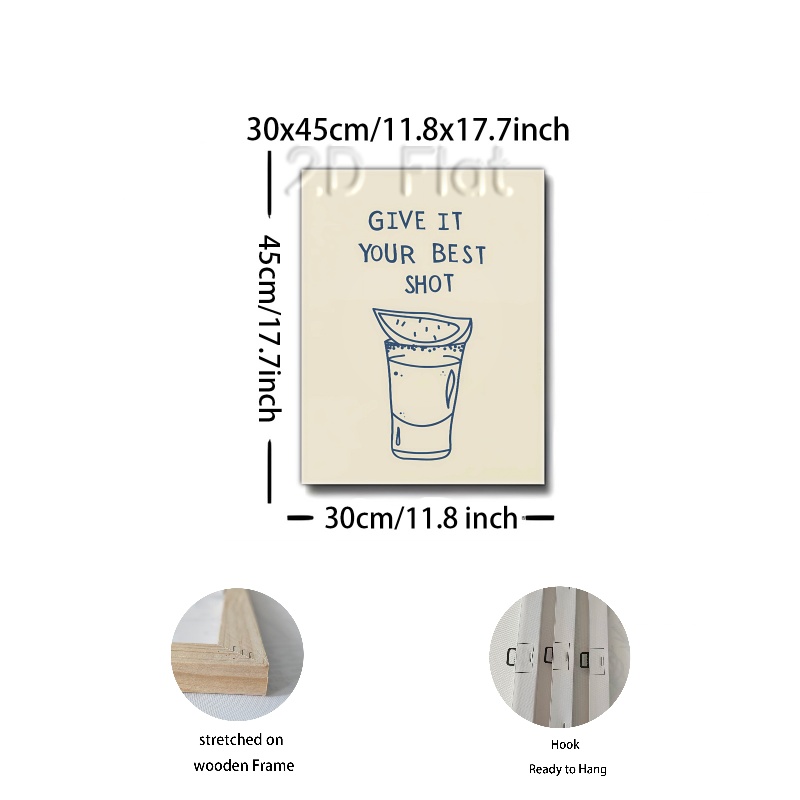 30x45cm/11.8x17.7inch
2D Flat
45cm/17.7inch
GIVE IT
YOUR BEST
SHOT
30cm/11.8 inch
stretched on
wooden Frame
Hook
Ready to Hang